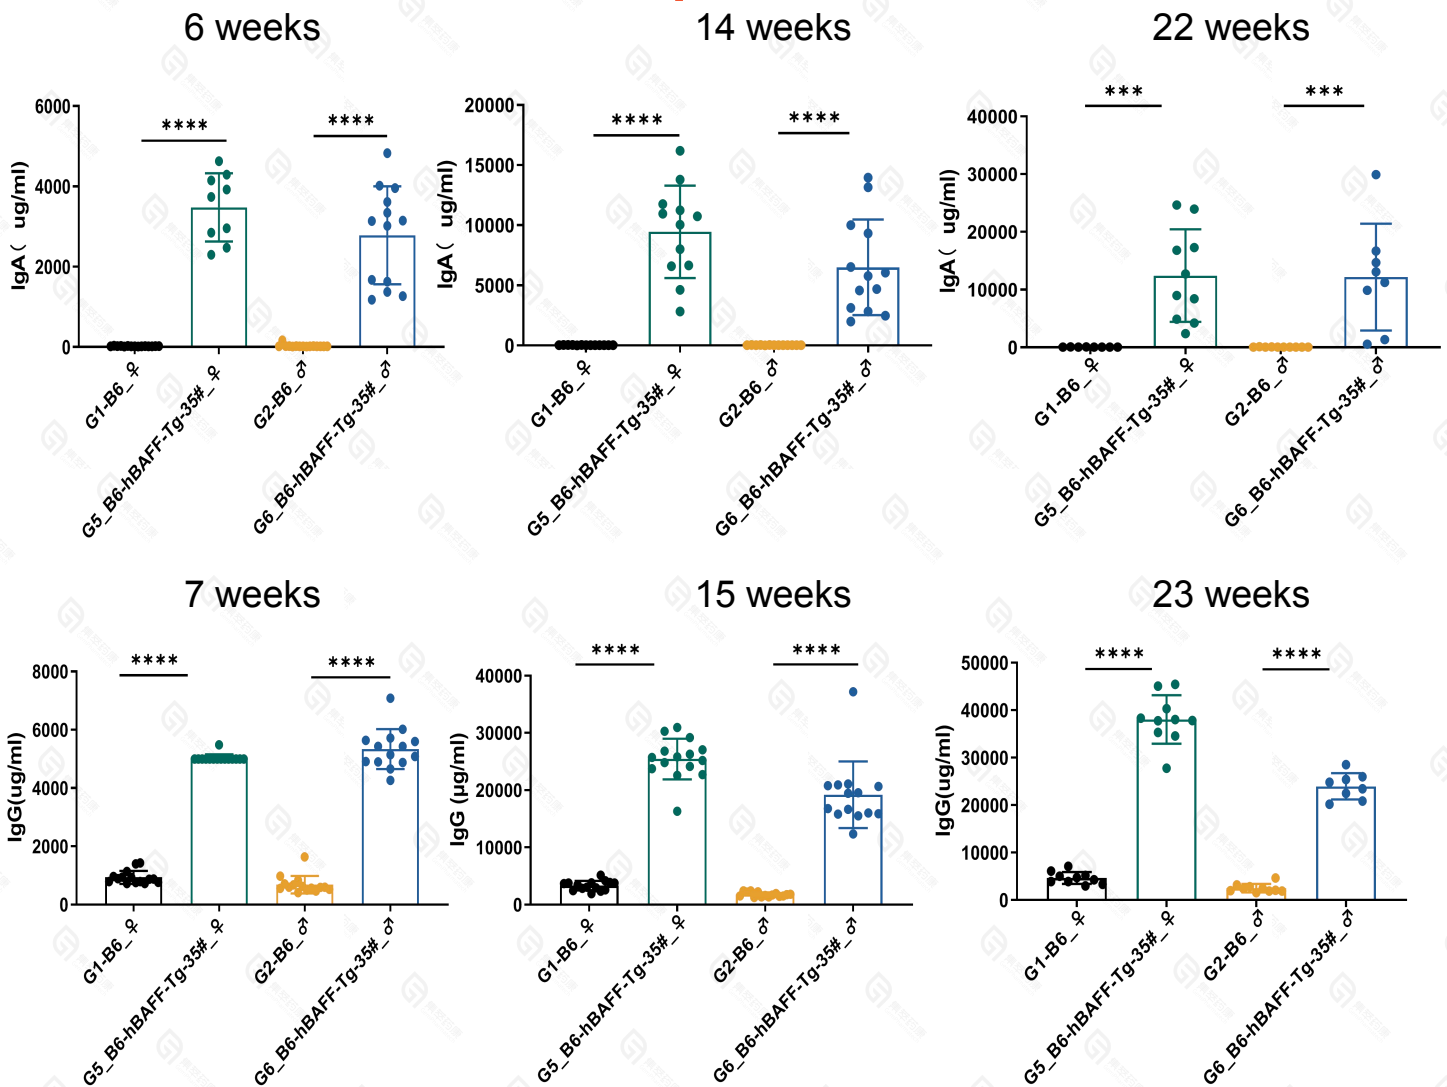 6 weeks
14 weeks
22 weeks
6000
4000
2000
0
IgA( ug/ml)
****
****
G1-B6_♀
G5_B6-hBAFF-Tg-35#_♀
G2-B6_♂
G6_B6-hBAFF-Tg-35#_♂
20000
15000
10000
5000
0
IgA( ug/ml)
****
****
G1-B6_♀
G5_B6-hBAFF-Tg-35#_♀
G2-B6_♂
G6_B6-hBAFF-Tg-35#_♂
40000
30000
20000
10000
0
IgA( ug/ml)
***
***
G1-B6_♀
G5_B6-hBAFF-Tg-35#_♀
G2-B6_♂
G6_B6-hBAFF-Tg-35#_♂
7 weeks
15 weeks
23 weeks
8000
6000
4000
2000
0
IgG(ug/ml)
****
****
G1-B6_♀
G5_B6-hBAFF-Tg-35#_♀
G2-B6_♂
G6_B6-hBAFF-Tg-35#_♂
40000
30000
20000
10000
0
IgG (µg/ml)
****
****
G1-B6_♀
G5_B6-hBAFF-Tg-35#_♀
G2-B6_♂
G6_B6-hBAFF-Tg-35#_♂
50000
40000
30000
20000
10000
0
IgG(ug/ml)
****
****
G1-B6_♀
G5_B6-hBAFF-Tg-35#_♀
G2-B6_♂
G6_B6-hBAFF-Tg-35#_♂